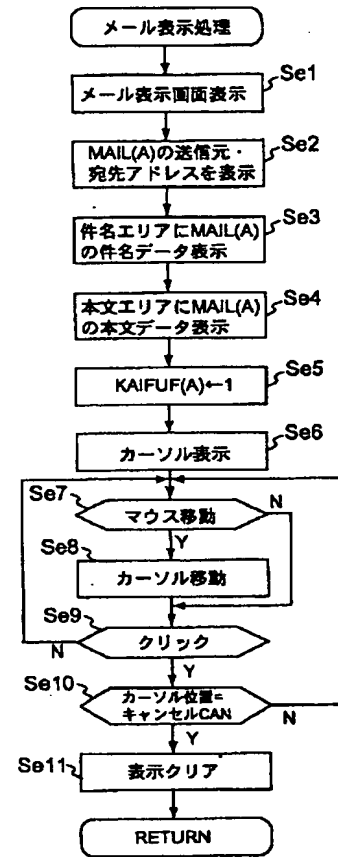 メール表示処理
Se1
メール表示画面表示
Se2
MAIL(A)の送信元・
宛先アドレスを表示
Se3
件名エリアにMAIL(A)
の件名データ表示
Se4
本文エリアにMAIL(A)
の本文データ表示
Se5
KAIFUF(A)←1
Se6
カーソル表示
Se7
マウス移動
N
Y
Se8
カーソル移動
Se9
クリック
N
Y
Se10
カーソル位置=
キャンセルCAN
N
Y
Se11
表示クリア
RETURN